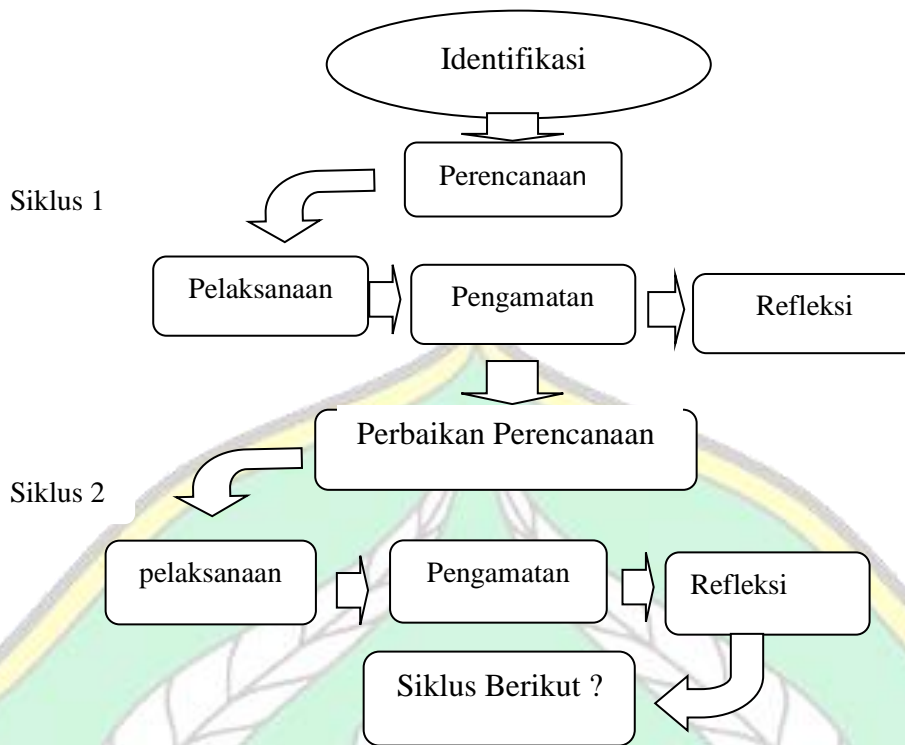 Identifikasi
Perencanaan
Siklus 1
Pelaksanaan
Pengamatan
Refleksi
Perbaikan Perencanaan
Siklus 2
pelaksanaan
Pengamatan
Refleksi
Siklus Berikut ?